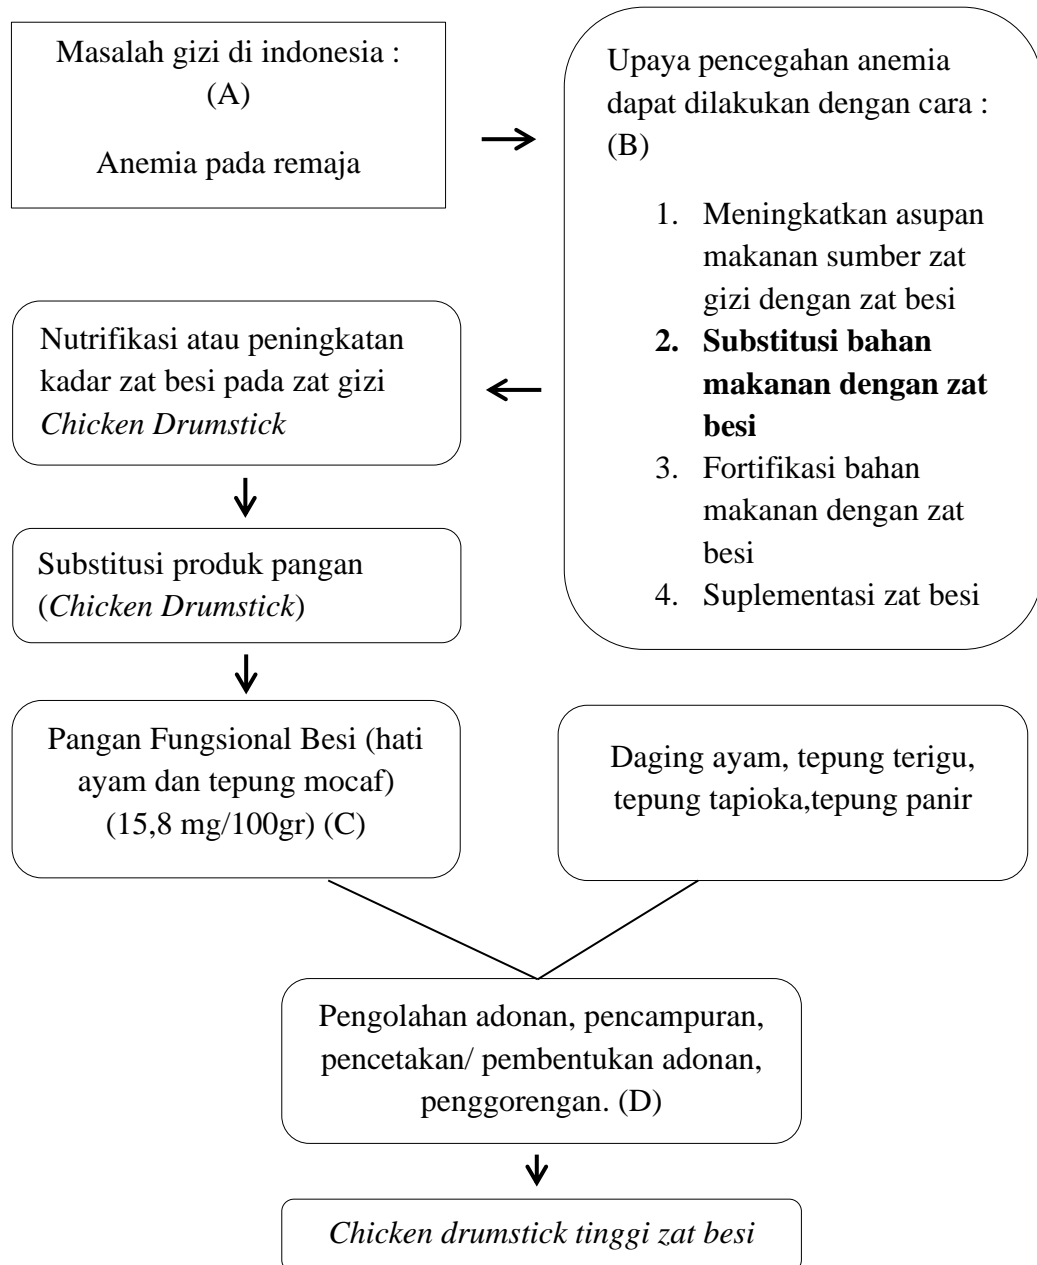 Masalah gizi di indonesia :
(A)
Anemia pada remaja
Upaya pencegahan anemia
dapat dilakukan dengan cara :
(B)
1. Meningkatkan asupan
makanan sumber zat
gizi dengan zat besi
2. Substitusi bahan
makanan dengan zat
besi
3. Fortifikasi bahan
makanan dengan zat
besi
4. Suplementasi zat besi
Nutrifikasi atau peningkatan
kadar zat besi pada zat gizi
Chicken Drumstick
Substitusi produk pangan
(Chicken Drumstick)
Pangan Fungsional Besi (hati
ayam dan tepung mocaf)
(15,8 mg/100gr) (C)
Daging ayam, tepung terigu,
tepung tapioka,tepung panir
Pengolahan adonan, pencampuran,
pencetakan/ pembentukan adonan,
penggorengan. (D)
Chicken drumstick tinggi zat besi